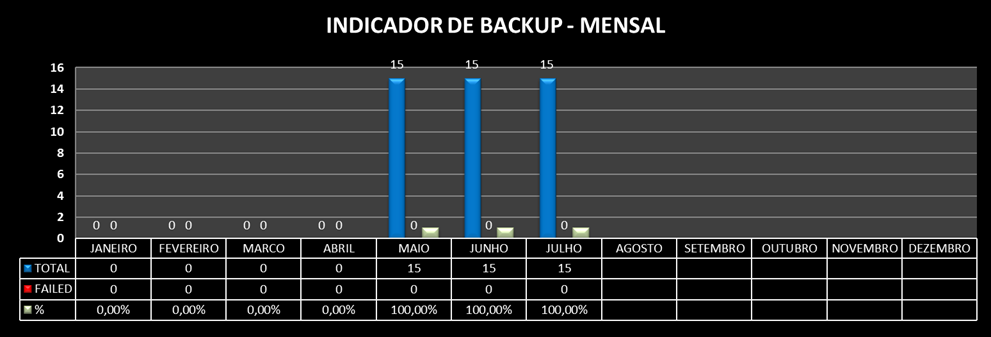 INDICADOR DE BACKUP - MENSAL
16
14
12
10
8
6
4
2
0
15 15 15
0 0 0 0 0 0 0 0 0 0 0
JANEIRO FEVEREIRO MARCO ABRIL MAIO JUNHO JULHO AGOSTO SETEMBRO OUTUBRO NOVEMBRO DEZEMBRO
TOTAL 0 0 0 0 15 15 15
FAILED 0 0 0 0 0 0 0
% 0,00% 0,00% 0,00% 0,00% 100,00% 100,00% 100,00%